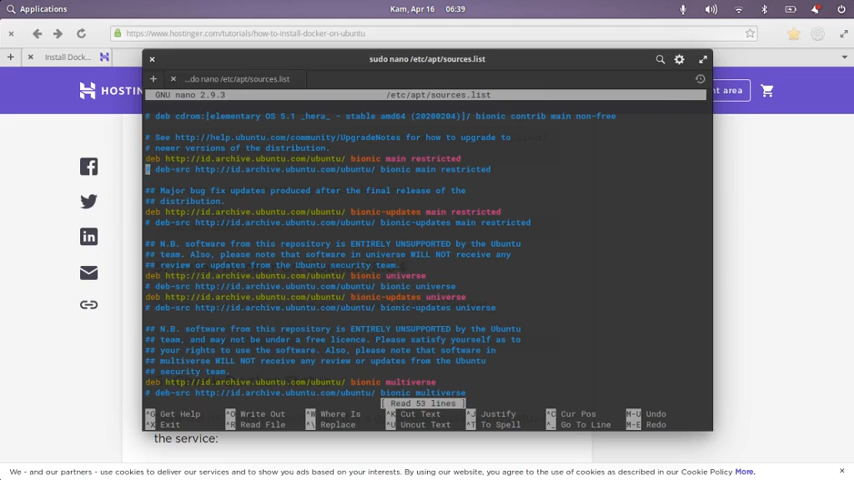 Applications
Kam, Apr 16 06:39
https://www.hostinger.com/tutorials/how-to-install-docker-on-ubuntu
Install Dock...
HOSTIN
nt area
sudo nano /etc/apt/sources.list
...do nano /etc/apt/sources.list
GNU nano 2.9.3 /etc/apt/sources.list
# deb cdrom:[elementary OS 5.1 _hera_ - stable amd64 (20200204)]/ bionic contrib main non-free
# See http://help.ubuntu.com/community/UpgradeNotes for how to upgrade to
# newer versions of the distribution.
deb http://id.archive.ubuntu.com/ubuntu/ bionic main restricted
# deb-src http://id.archive.ubuntu.com/ubuntu/ bionic main restricted
## Major bug fix updates produced after the final release of the
## distribution.
deb http://id.archive.ubuntu.com/ubuntu/ bionic-updates main restricted
# deb-src http://id.archive.ubuntu.com/ubuntu/ bionic-updates main restricted
## N.B. software from this repository is ENTIRELY UNSUPPORTED by the Ubuntu
## team. Also, please note that software in universe WILL NOT receive any
## review or updates from the Ubuntu security team.
deb http://id.archive.ubuntu.com/ubuntu/ bionic universe
# deb-src http://id.archive.ubuntu.com/ubuntu/ bionic universe
deb http://id.archive.ubuntu.com/ubuntu/ bionic-updates universe
# deb-src http://id.archive.ubuntu.com/ubuntu/ bionic-updates universe
## N.B. software from this repository is ENTIRELY UNSUPPORTED by the Ubuntu
## team, and may not be under a free licence. Please satisfy yourself as to
## your rights to use the software. Also, please note that software in
## multiverse WILL NOT receive any review or updates from the Ubuntu
## security team.
deb http://id.archive.ubuntu.com/ubuntu/ bionic multiverse
# deb-src http://id.archive.ubuntu.com/ubuntu/ bionic multiverse
[ Read 53 lines ]
^G Get Help ^O Write Out ^W Where Is ^K Cut Text ^J Justify ^C Cur Pos M-U Undo
^X Exit ^R Read File ^\ Replace ^U Uncut Text ^T To Spell ^_ Go To Line M-E Redo
the service:
We - and our partners - use cookies to deliver our services and to show you ads based on your interests. By using our website, you agree to the use of cookies as described in our Cookie Policy More.